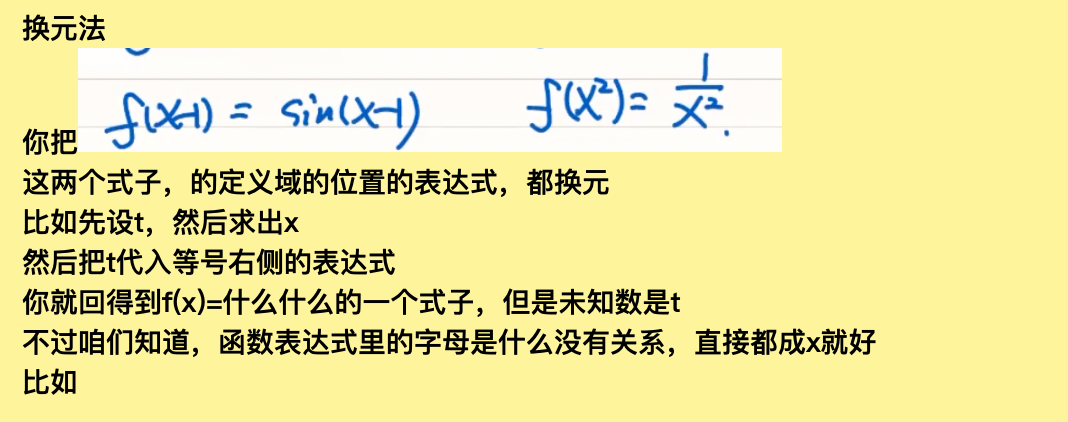 换元法
f(x-1) = sin(x-1) f(x²) = 1/x².
你把
这两个式子，的定义域的位置的表达式，都换元
比如先设t，然后求出x
然后把t代入等号右侧的表达式
你就回得到f(x)=什么什么的一个式子，但是未知数是t
不过咱们知道，函数表达式里的字母是什么没有关系，直接都成x就好
比如